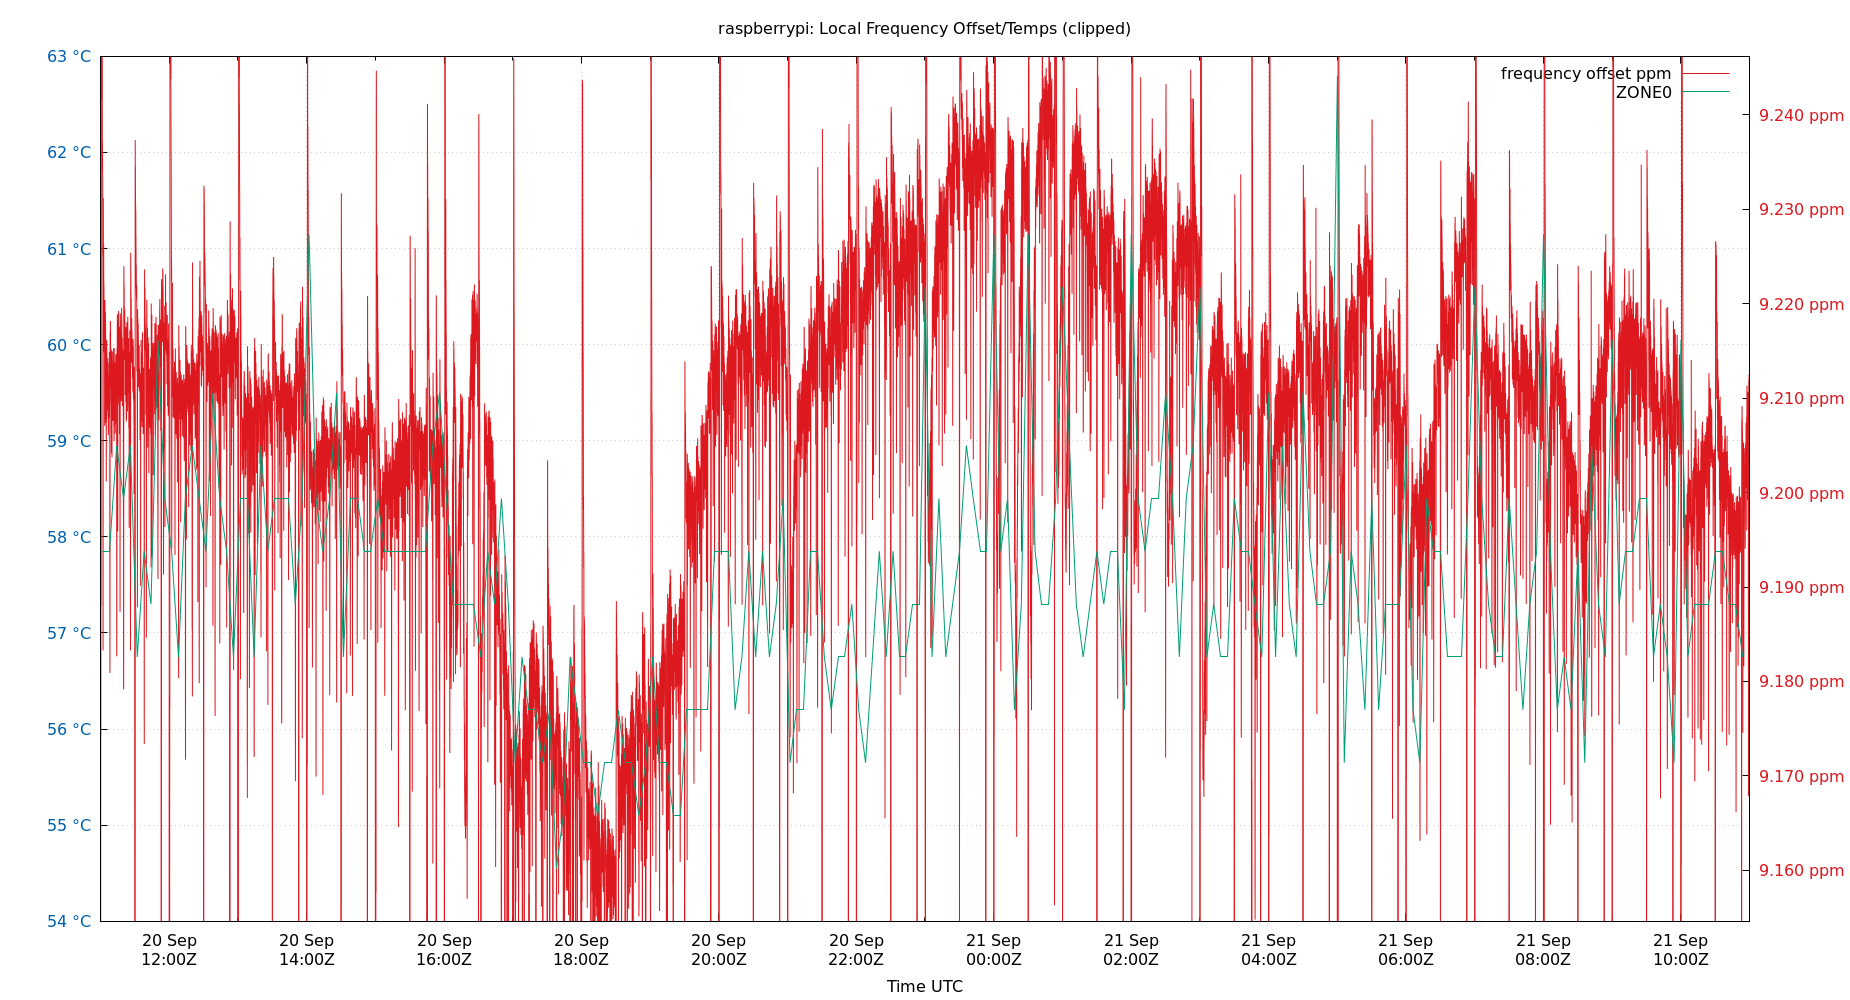 raspberrypi: Local Frequency Offset/Temps (clipped)
63 °C
62 °C
61 °C
60 °C
59 °C
58 °C
57 °C
56 °C
55 °C
54 °C
frequency offset ppm
ZONE0
9.240 ppm
9.230 ppm
9.220 ppm
9.210 ppm
9.200 ppm
9.190 ppm
9.180 ppm
9.170 ppm
9.160 ppm
20 Sep
12:00Z
20 Sep
14:00Z
20 Sep
16:00Z
20 Sep
18:00Z
20 Sep
20:00Z
20 Sep
22:00Z
21 Sep
00:00Z
21 Sep
02:00Z
21 Sep
04:00Z
21 Sep
06:00Z
21 Sep
08:00Z
21 Sep
10:00Z
Time UTC